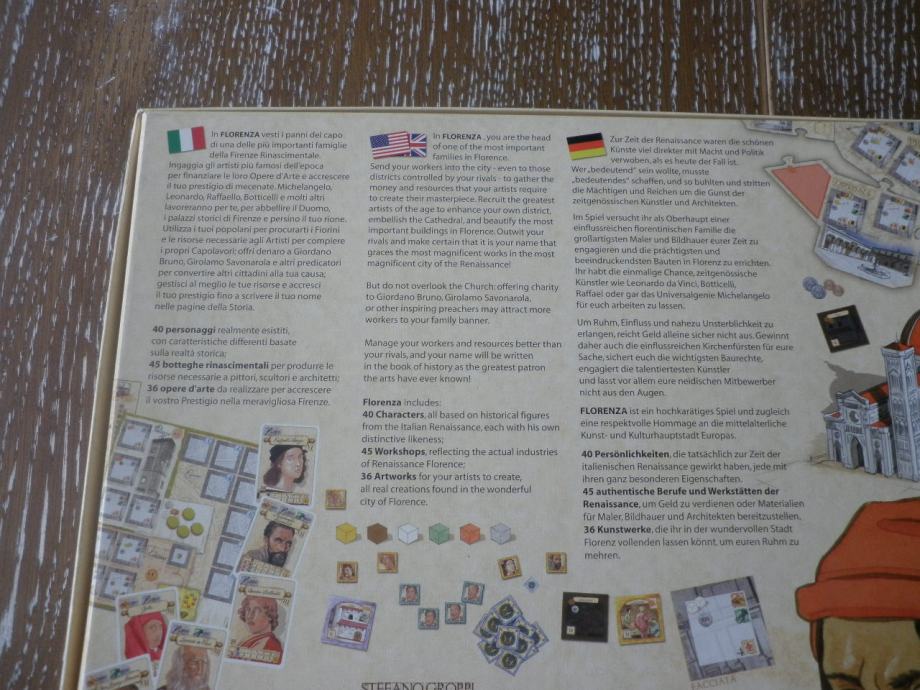 In FLORENZA vesti i panni del capo
di una delle più importanti famiglie
della Firenze Rinascimentale.
Ingaggia gli artisti più famosi dell'epoca
per finanziare le loro Opere d'Arte e accrescere
il tuo prestigio di mecenate. Michelangelo,
Leonardo, Raffaello, Botticelli e molti altri
lavoreranno per te, per abbellire il Duomo,
i palazzi storici di Firenze e persino il tuo rione.
Utilizza i tuoi popolani per procurarti i Fiorini
e le risorse necessarie agli Artisti per compiere
i propri Capolavori; offri denaro a Giordano
Bruno, Girolamo Savonarola e altri predicatori
per convertire altri cittadini alla tua causa;
gestisci al meglio le tue risorse e accresci
il tuo prestigio fino a scrivere il tuo nome
nelle pagine della Storia.
40 personaggi realmente esistiti,
con caratteristiche differenti basate
sulla realtà storica;
45 botteghe rinascimentali per produrre le
risorse necessarie a pittori, scultori e architetti;
36 opere d'arte da realizzare per accrescere
il vostro Prestigio nella meravigliosa Firenze.
In FLORENZA , you are the head
of one of the most important
families in Florence.
Send your workers into the city - even to those
districts controlled by your rivals - to gather the
money and resources that your artists require
to create their masterpiece. Recruit the greatest
artists of the age to enhance your own district,
embellish the Cathedral, and beautify the most
important buildings in Florence. Outwit your
rivals and make certain that it is your name that
graces the most magnificent works in the most
magnificent city of the Renaissance!
But do not overlook the Church: offering charity
to Giordano Bruno, Girolamo Savonarola,
or other inspiring preachers may attract more
workers to your family banner.
Manage your workers and resources better than
your rivals, and your name will be written
in the book of history as the greatest patron
the arts have ever known!
Florenza includes:
40 Characters, all based on historical figures
from the Italian Renaissance, each with his own
distinctive likeness;
45 Workshops, reflecting the actual industries
of Renaissance Florence;
36 Artworks for your artists to create,
all real creations found in the wonderful
city of Florence.
Zur Zeit der Renaissance waren die schönen
Künste viel direkter mit Macht und Politik
verwoben, als es heute der Fall ist.
Wer „bedeutend" sein wollte, musste
„bedeutendes" schaffen, und so buhlten und stritten
die Mächtigen und Reichen um die Gunst der
zeitgenössischen Künstler und Architekten.
Im Spiel versucht ihr als Oberhaupt einer
einflussreichen florentinischen Familie die
großartigsten Maler und Bildhauer eurer Zeit zu
engagieren und die prächtigsten und
beeindruckendsten Bauten in Florenz zu errichten.
Ihr habt die einmalige Chance, zeitgenössische
Künstler wie Leonardo da Vinci, Botticelli,
Raffael oder gar das Universalgenie Michelangelo
für euch arbeiten zu lassen.
Um Ruhm, Einfluss und nahezu Unsterblichkeit zu
erlangen, reicht Geld alleine sicher nicht aus. Gewinnt
daher auch die einflussreichen Kirchenfürsten für eure
Sache, sichert euch die wichtigsten Baurechte,
engagiert die talentiertesten Künstler
und lasst vor allem eure neidischen Mitbewerber
nicht aus den Augen.
FLORENZA ist ein hochkarätiges Spiel und zugleich
eine respektvolle Hommage an die mittelalterliche
Kunst- und Kulturhauptstadt Europas.
40 Persönlichkeiten, die tatsächlich zur Zeit der
italienischen Renaissance gewirkt haben, jede mit
ihren ganz besonderen Eigenschaften.
45 authentische Berufe und Werkstätten der
Renaissance, um Geld zu verdienen oder Materialien
für Maler, Bildhauer und Architekten bereitzustellen,
36 Kunstwerke, die ihr in der wundervollen Stadt
Florenz vollenden lassen könnt, um euren Ruhm zu
mehren.
FACCIATA
STEFANO GROPPI